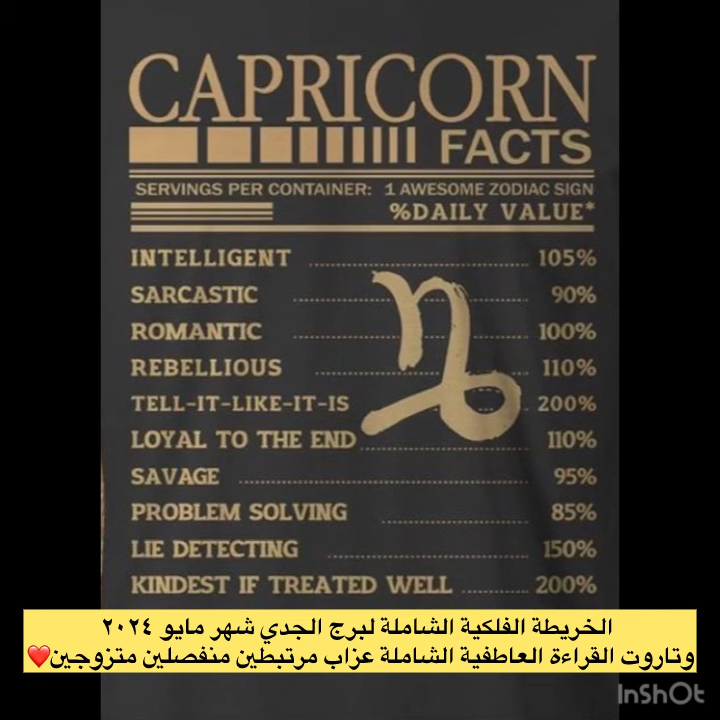 InShOt
CAPRICORN
FACTS
SERVINGS PER CONTAINER: 1 AWESOME ZODIAC SIGN
%DAILY VALUE*
INTELLIGENT 105%
SARCASTIC 90%
ROMANTIC 100%
REBELLIOUS 110%
TELL-IT-LIKE-IT-IS 200%
LOYAL TO THE END 110%
SAVAGE 95%
PROBLEM SOLVING 85%
LIE DETECTING 150%
KINDEST IF TREATED WELL 200%
الخريطة الفلكية الشاملة لبرج الجدي شهر مايو ٢٠٢٤
وتاروت القراءة العاطفية الشاملة عزاب مرتبطين منفصلين متزوجين❤️
InShOt